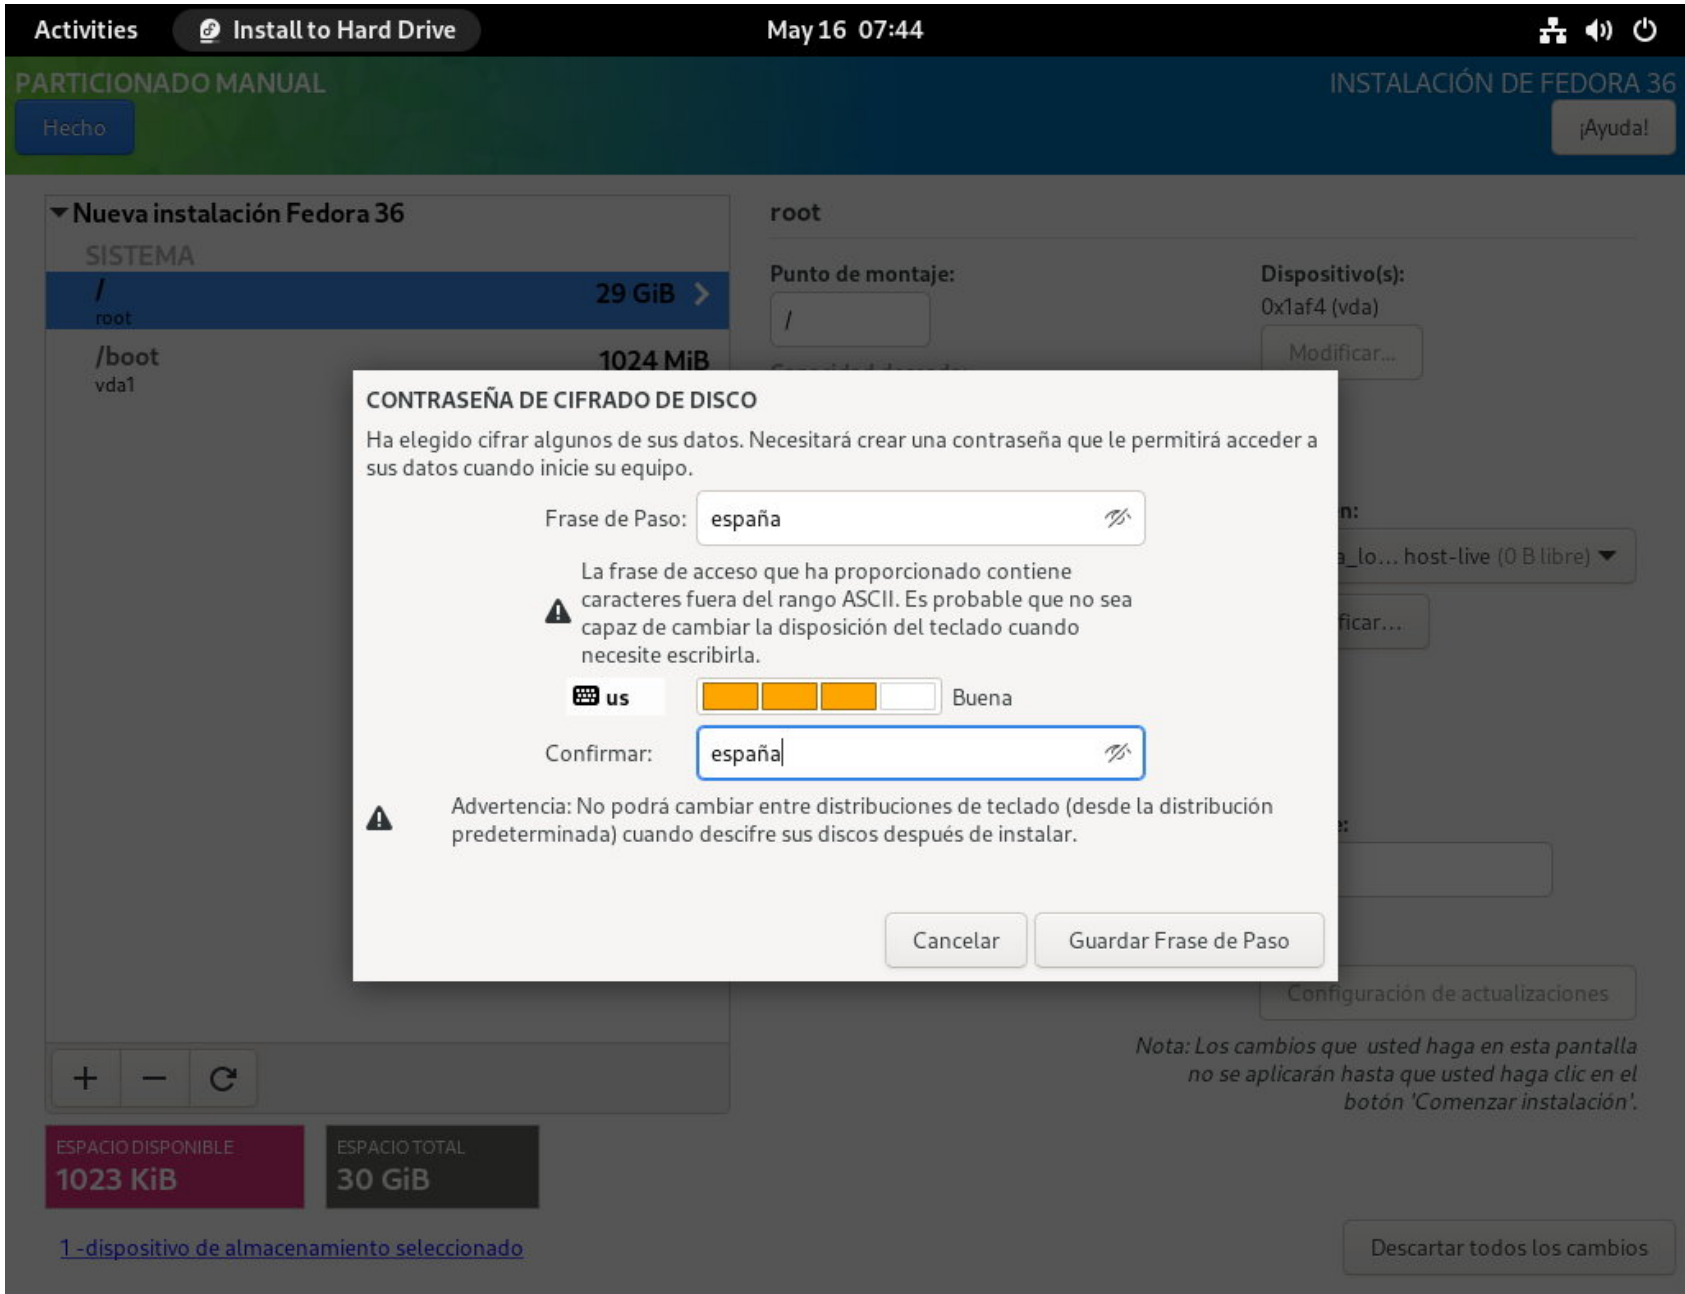 Activities
Install to Hard Drive
May 16 07:44
PARTICIONADO MANUAL
INSTALACIÓN DE FEDORA 36
Hecho
¡Ayuda!
Nueva instalación Fedora 36
SISTEMA
/
29 GiB
root
/boot
1024 MiB
vda1
root
Punto de montaje:
/
Dispositivo(s):
0x1af4 (vda)
Modificar...
CONTRASEÑA DE CIFRADO DE DISCO
Ha elegido cifrar algunos de sus datos. Necesitará crear una contraseña que le permitirá acceder a
sus datos cuando inicie su equipo.
Frase de Paso:
españa
La frase de acceso que ha proporcionado contiene
caracteres fuera del rango ASCII. Es probable que no sea
capaz de cambiar la disposición del teclado cuando
necesite escribirla.
us
Buena
Confirmar:
españa
Advertencia: No podrá cambiar entre distribuciones de teclado (desde la distribución
predeterminada) cuando descifre sus discos después de instalar.
Cancelar
Guardar Frase de Paso
n:
a_lo... host-live (0 B libre)
ficar...
e:
Configuración de actualizaciones
Nota: Los cambios que usted haga en esta pantalla
no se aplicarán hasta que usted haga clic en el
botón 'Comenzar instalación'.
ESPACIO DISPONIBLE
1023 KiB
ESPACIO TOTAL
30 GiB
1 -dispositivo de almacenamiento seleccionado
Descartar todos los cambios